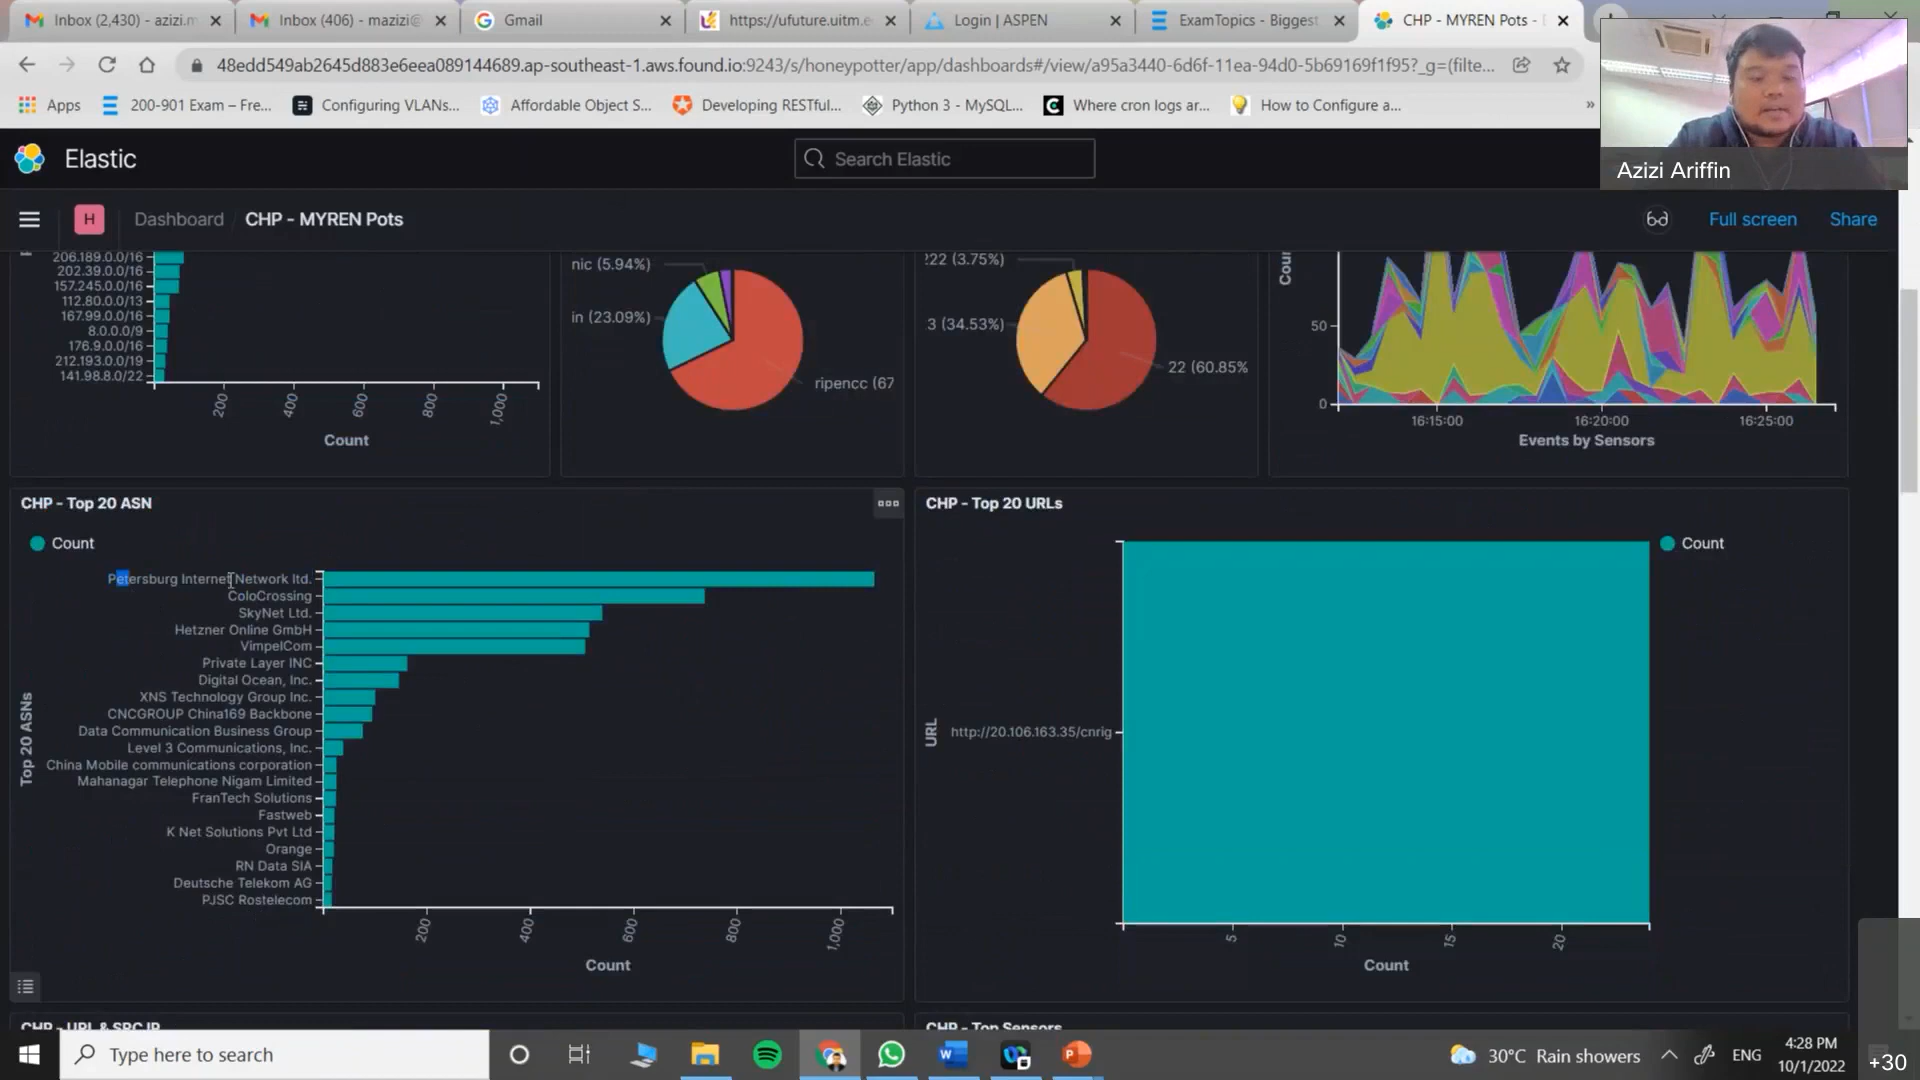 Inbox (2,430) - azizi.m
Inbox (406) - mazizi@
Gmail
https://ufuture.uitm.e
Login | ASPEN
ExamTopics - Biggest
CHP - MYREN Pots -
48edd549ab2645d883e6eea089144689.ap-southeast-1.aws.found.io:9243/s/honeypotter/app/dashboards#/view/a95a3440-6d6f-11ea-94d0-5b69169f1f95?_g=(filte...
Apps
200-901 Exam – Fre...
Configuring VLANs...
Affordable Object S...
Developing RESTful...
Python 3 - MySQL...
Where cron logs ar...
How to Configure a...
»
Azizi Ariffin
Elastic
Search Elastic
H
Dashboard
CHP - MYREN Pots
Full screen
Share
206.189.0.0/16
202.39.0.0/16
157.245.0.0/16
112.80.0.0/13
167.99.0.0/16
8.0.0.0/9
176.9.0.0/16
212.193.0.0/19
141.98.8.0/22
200
400
600
800
1,000
Count
nic (5.94%)
in (23.09%)
ripencc (67
222 (3.75%)
3 (34.53%)
22 (60.85%
Coun
50
0
16:15:00
16:20:00
16:25:00
Events by Sensors
CHP - Top 20 ASN
Count
Top 20 ASNs
Petersburg Internet Network ltd.
ColoCrossing
SkyNet Ltd.
Hetzner Online GmbH
VimpelCom
Private Layer INC
Digital Ocean, Inc.
XNS Technology Group Inc.
CNCGROUP China169 Backbone
Data Communication Business Group
Level 3 Communications, Inc.
China Mobile communications corporation
Mahanagar Telephone Nigam Limited
FranTech Solutions
Fastweb
K Net Solutions Pvt Ltd
Orange
RN Data SIA
Deutsche Telekom AG
PJSC Rostelecom
200
400
600
800
1,000
Count
CHP - Top 20 URLs
Count
URL
http://20.106.163.35/cnrig
5
10
15
20
Count
CHP - URL & SRC IP
CHP - Top Sensors
Type here to search
30°C Rain showers
ENG
4:28 PM
10/1/2022
+30